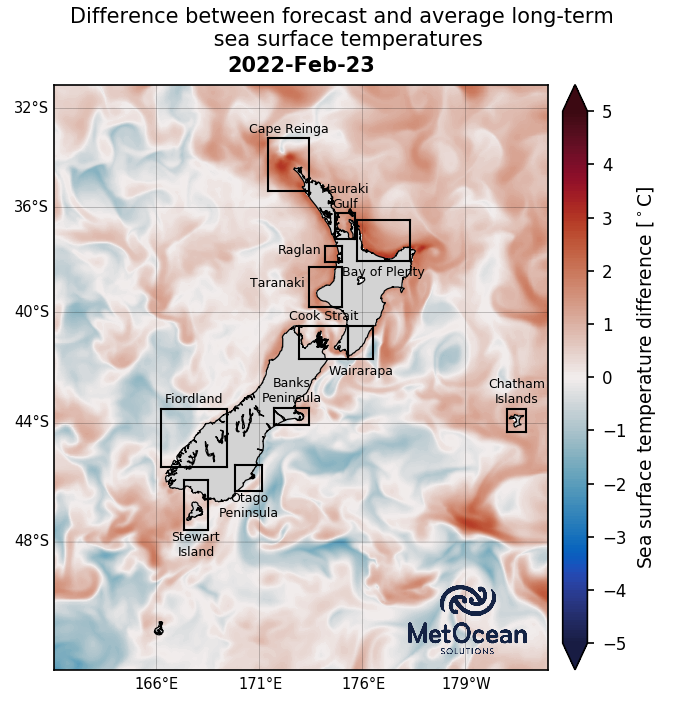 Difference between forecast and average long-term
sea surface temperatures
2022-Feb-23
32°S
36°S
40°S
44°S
48°S
Cape Reinga
Hauraki
Gulf
Raglan
Bay of Plenty
Taranaki
Cook Strait
Wairarapa
Banks
Peninsula
Chatham
Islands
Fiordland
Otago
Peninsula
Stewart
Island
MetOcean
SOLUTIONS
166°E
171°E
176°E
179°W
5
4
3
2
1
0
−1
−2
−3
−4
−5
Sea surface temperature difference [°C]